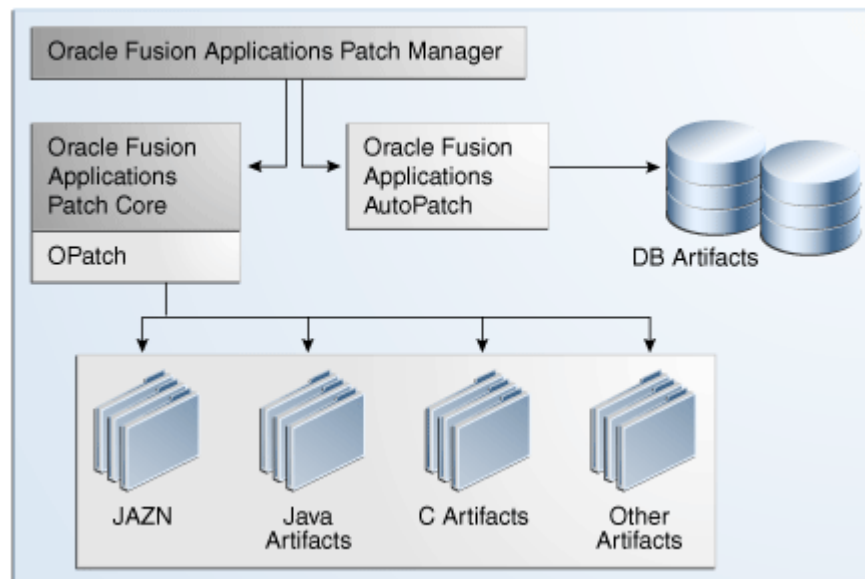 Oracle Fusion Applications Patch Manager
Oracle Fusion
Applications
Patch Core
OPatch
Oracle Fusion
Applications
AutoPatch
DB Artifacts
JAZN
Java
Artifacts
C Artifacts
Other
Artifacts